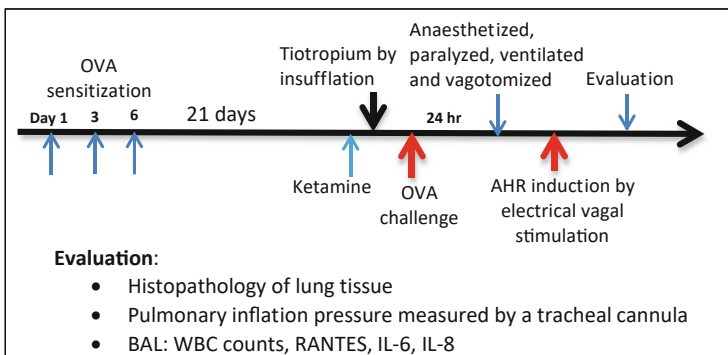 Anaesthetized,
paralyzed, ventilated
and vagotomized
Tiotropium by
insufflation
OVA
sensitization
Evaluation
Day 1 3 6
21 days
24 hr
Ketamine
OVA
challenge
AHR induction by
electrical vagal
stimulation
Evaluation:
• Histopathology of lung tissue
• Pulmonary inflation pressure measured by a tracheal cannula
• BAL: WBC counts, RANTES, IL-6, IL-8